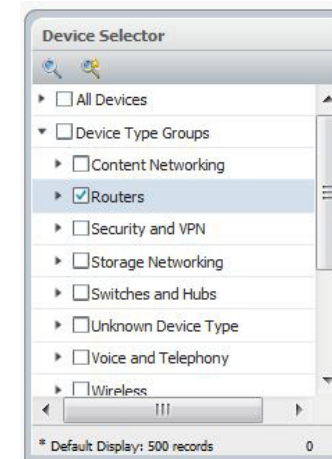 Device Selector
All Devices
Device Type Groups
Content Networking
Routers
Security and VPN
Storage Networking
Switches and Hubs
Unknown Device Type
Voice and Telephony
Wireless
* Default Display: 500 records 0